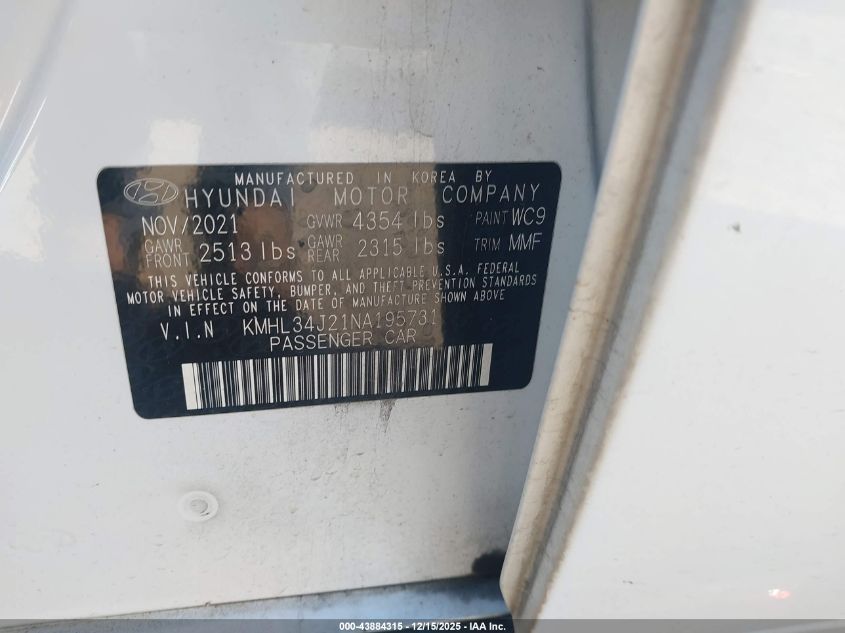 MANUFACTURED IN KOREA BY
HYUNDAI MOTOR COMPANY
NOV/2021 GVWR 4354 lbs PAINT WC9
GAWR FRONT 2513 lbs GAWR REAR 2315 lbs TRIM MMF
THIS VEHICLE CONFORMS TO ALL APPLICABLE U.S.A. FEDERAL
MOTOR VEHICLE SAFETY, BUMPER, AND THEFT PREVENTION STANDARDS
IN EFFECT ON THE DATE OF MANUFACTURE SHOWN ABOVE
V.I.N KMHL34J21NA195731
PASSENGER CAR
000-43884315 - 12/15/2025 - IAA Inc.